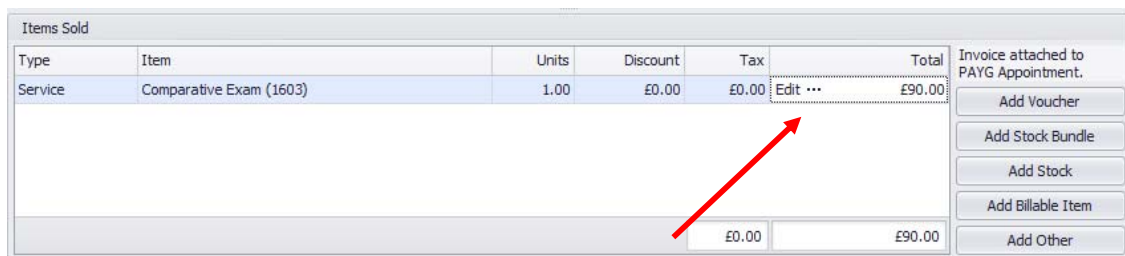 Items Sold
Type Item Units Discount Tax Total
Service Comparative Exam (1603) 1.00 £0.00 £0.00 Edit ••• £90.00
£0.00 £90.00
Invoice attached to
PAYG Appointment.
Add Voucher
Add Stock Bundle
Add Stock
Add Billable Item
Add Other